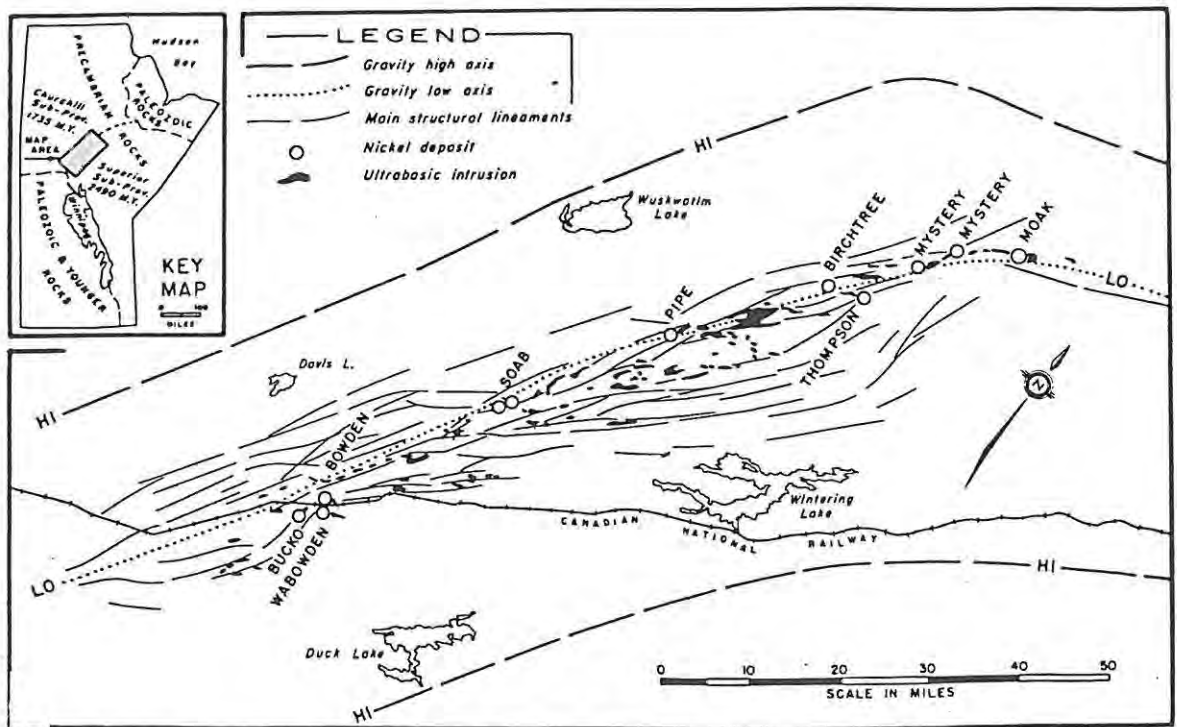 Hudson
Bay
PRECAMBRIAN ROCKS
PALEOZOIC
ROCKS
Churchill
Sub-Prov.
1735 M.Y.
MAP
AREA
Superior
Sub-Prov.
2490 M.Y.
Winnipeg
PALEOZOIC & YOUNGER
ROCKS
KEY
MAP
0 100
MILES
LEGEND
Gravity high axis
Gravity low axis
Main structural lineaments
Nickel deposit
Ultrabasic intrusion
HI
Wuskwatim
Lake
BIRCHTREE
MYSTERY
MYSTERY
MOAK
LO
PIPE
THOMPSON
SOAB
Davis L.
HI
BOWDEN
N
Wintering
Lake
CANADIAN NATIONAL RAILWAY
BUCKO
WABOWDEN
LO
HI
Duck Lake
HI
0 10 20 30 40 50
SCALE IN MILES